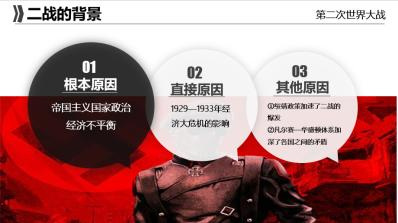 二战的背景
第二次世界大战
01
根本原因
帝国主义国家政治
经济不平衡
02
直接原因
1929—1933年经
济大危机的影响
03
其他原因
①绥靖政策加速了二战的
爆发
②凡尔赛—华盛顿体系加
深了各国之间的矛盾